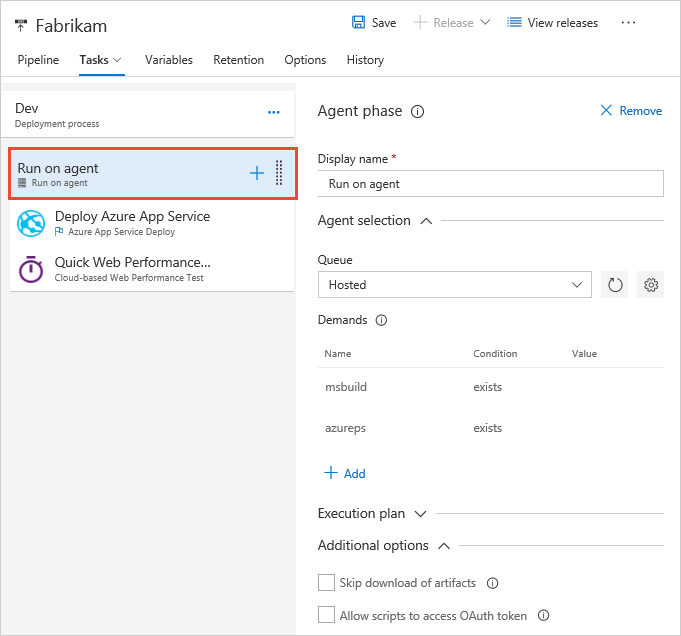 Fabrikam
Save
Release
View releases
...
Pipeline Tasks Variables Retention Options History
Dev
Deployment process
...
Run on agent
Run on agent
Deploy Azure App Service
Azure App Service Deploy
Quick Web Performance...
Cloud-based Web Performance Test
Agent phase
Remove
Display name *
Run on agent
Agent selection
Queue
Hosted
Demands
Name Condition Value
msbuild exists
azureps exists
Add
Execution plan
Additional options
Skip download of artifacts
Allow scripts to access OAuth token